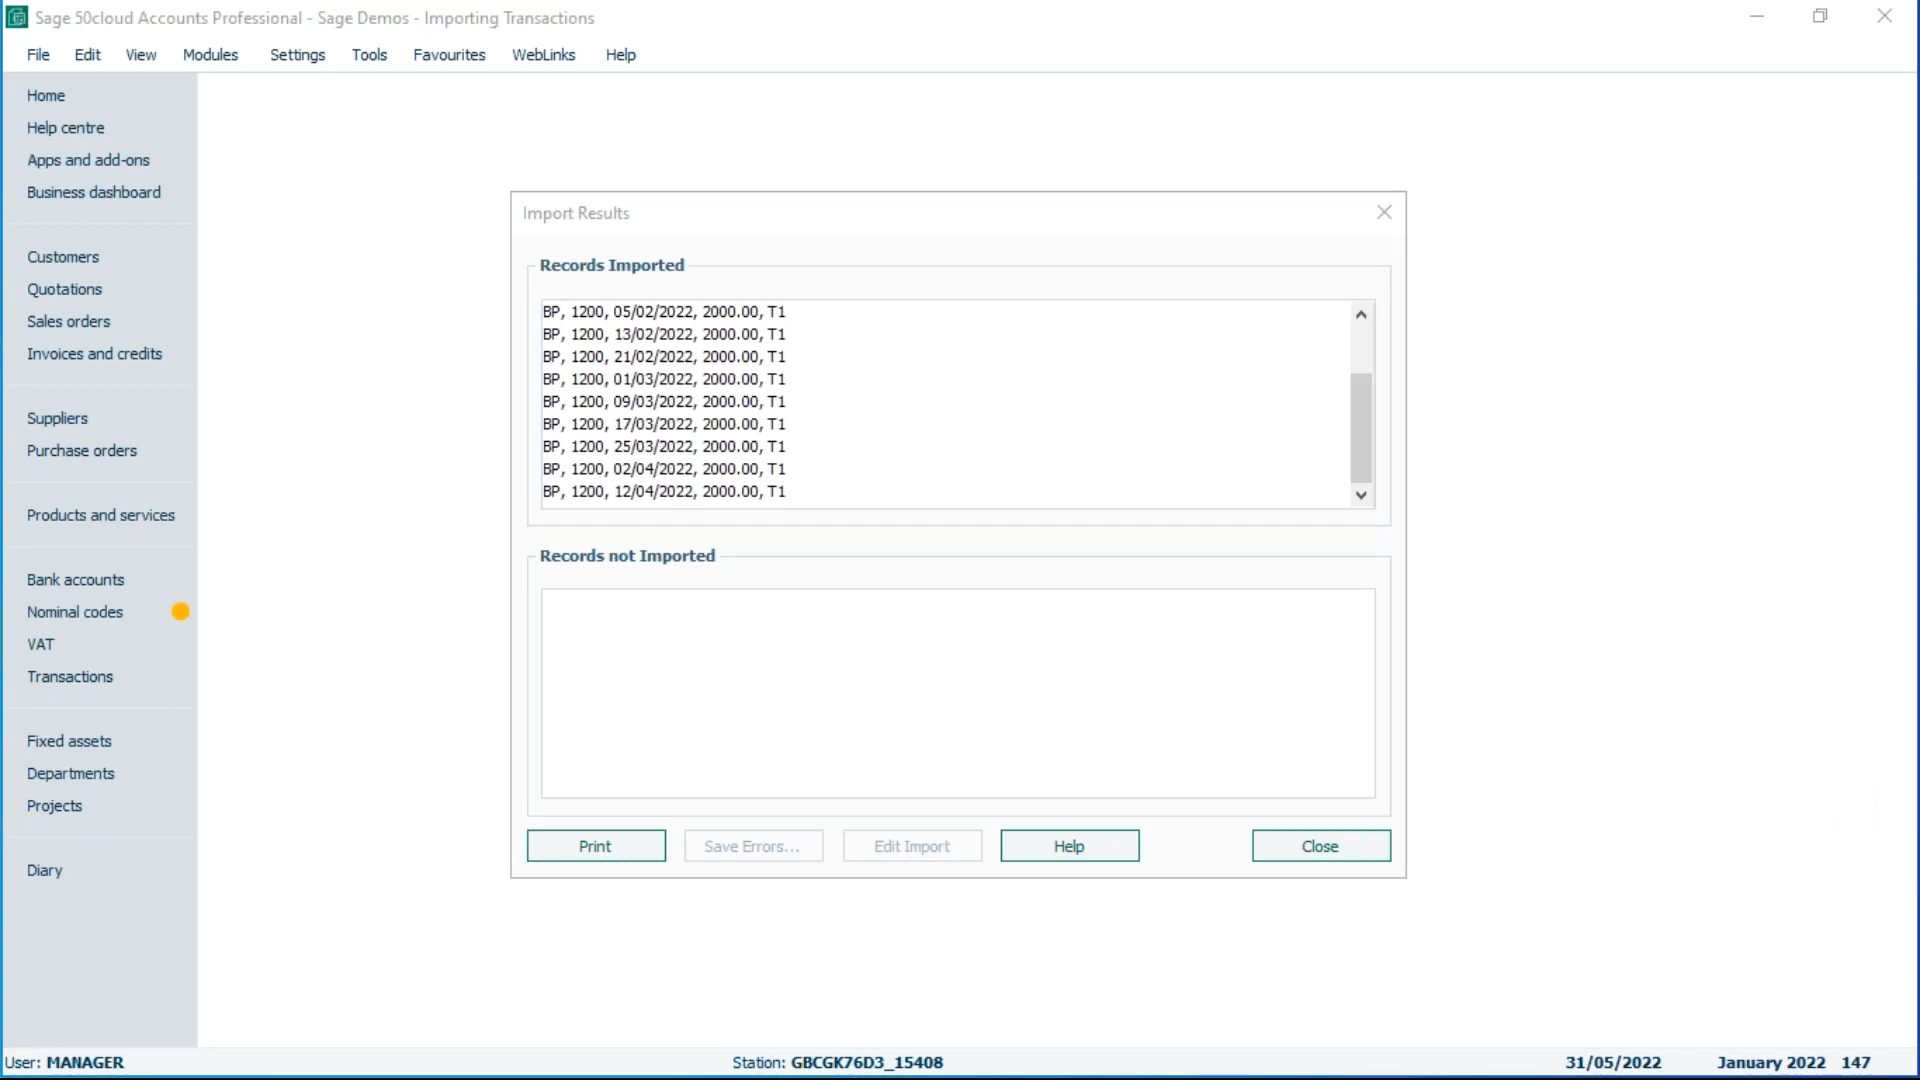 Sage 50cloud Accounts Professional - Sage Demos - Importing Transactions
File Edit View Modules Settings Tools Favourites WebLinks Help
Home
Help centre
Apps and add-ons
Business dashboard
Customers
Quotations
Sales orders
Invoices and credits
Suppliers
Purchase orders
Products and services
Bank accounts
Nominal codes
VAT
Transactions
Fixed assets
Departments
Projects
Diary
Import Results
Records Imported
BP, 1200, 05/02/2022, 2000.00, T1
BP, 1200, 13/02/2022, 2000.00, T1
BP, 1200, 21/02/2022, 2000.00, T1
BP, 1200, 01/03/2022, 2000.00, T1
BP, 1200, 09/03/2022, 2000.00, T1
BP, 1200, 17/03/2022, 2000.00, T1
BP, 1200, 25/03/2022, 2000.00, T1
BP, 1200, 02/04/2022, 2000.00, T1
BP, 1200, 12/04/2022, 2000.00, T1
Records not Imported
Print Save Errors... Edit Import Help Close
User: MANAGER Station: GBCGK76D3_15408 31/05/2022 January 2022 147